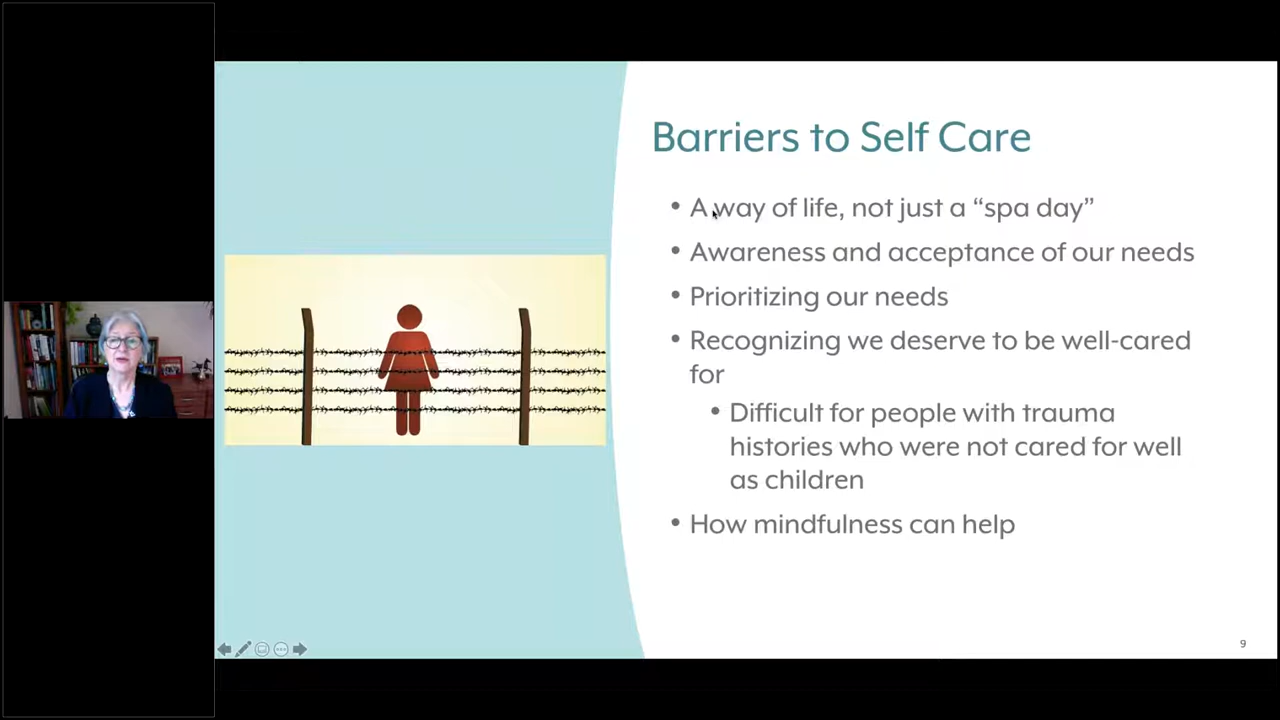 Barriers to Self Care
• A way of life, not just a “spa day”
• Awareness and acceptance of our needs
• Prioritizing our needs
• Recognizing we deserve to be well-cared
for
• Difficult for people with trauma
histories who were not cared for well
as children
• How mindfulness can help
9